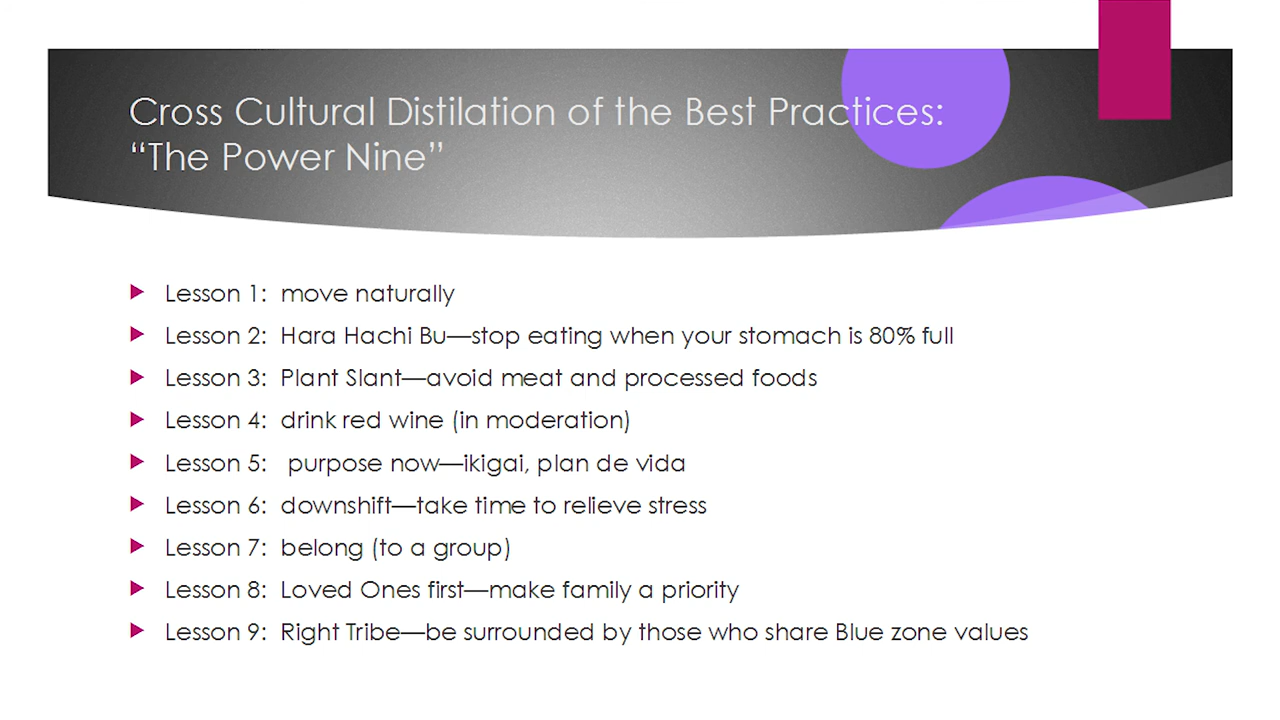 Cross Cultural Distilation of the Best Practices:
“The Power Nine”
Lesson 1:  move naturally
Lesson 2:  Hara Hachi Bu—stop eating when your stomach is 80% full
Lesson 3:  Plant Slant—avoid meat and processed foods
Lesson 4:  drink red wine (in moderation)
Lesson 5:   purpose now—ikigai, plan de vida
Lesson 6:  downshift—take time to relieve stress
Lesson 7:  belong (to a group)
Lesson 8:  Loved Ones first—make family a priority
Lesson 9:  Right Tribe—be surrounded by those who share Blue zone values